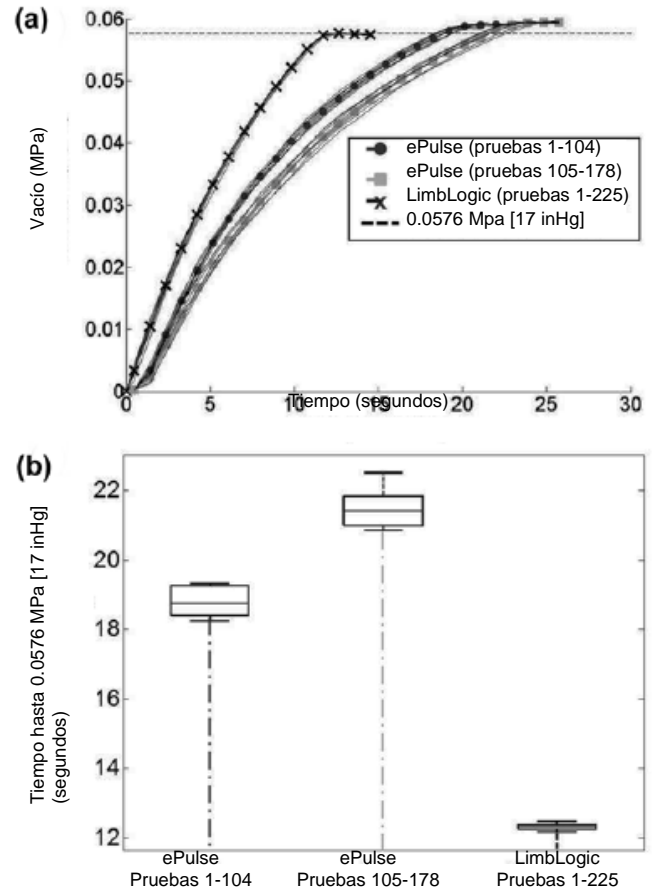 (a)
0.06
0.05
0.04
0.03
0.02
0.01
0
Vacío (MPa)
ePulse (pruebas 1-104)
ePulse (pruebas 105-178)
LimbLogic (pruebas 1-225)
0.0576 Mpa [17 inHg]
0 5 10 15 20 25 30
Tiempo (segundos)
(b)
22
20
18
16
14
12
Tiempo hasta 0.0576 MPa [17 inHg]
(segundos)
ePulse
Pruebas 1-104
ePulse
Pruebas 105-178
LimbLogic
Pruebas 1-225